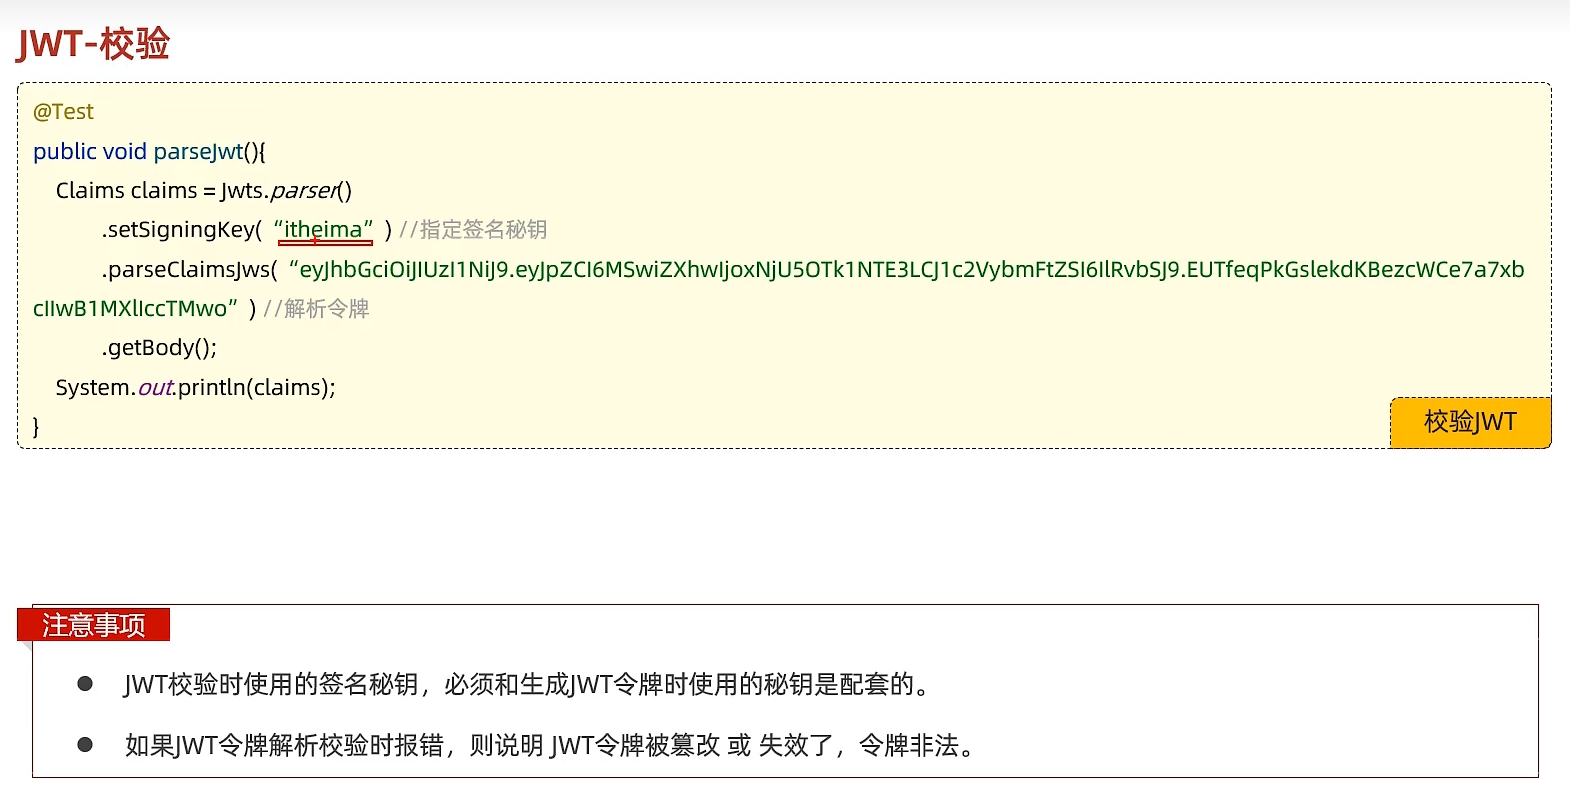 JWT-校验
@Test
public void parseJwt(){
Claims claims = Jwts.parser()
.setSigningKey( “itheima” ) //指定签名秘钥
.parseClaimsJws( “eyJhbGciOiJIUzI1NiJ9.eyJpZCI6MSwiZXhwIjoxNjU5OTk1NTE3LCJ1c2VybmFtZSI6IlRvbSJ9.EUTfeqPkGslekdKBezcWCe7a7xb
cIIwB1MXlIccTMwo” ) //解析令牌
.getBody();
System.out.println(claims);
}
校验JWT
注意事项
● JWT校验时使用的签名秘钥，必须和生成JWT令牌时使用的秘钥是配套的。
● 如果JWT令牌解析校验时报错，则说明 JWT令牌被篡改 或 失效了，令牌非法。